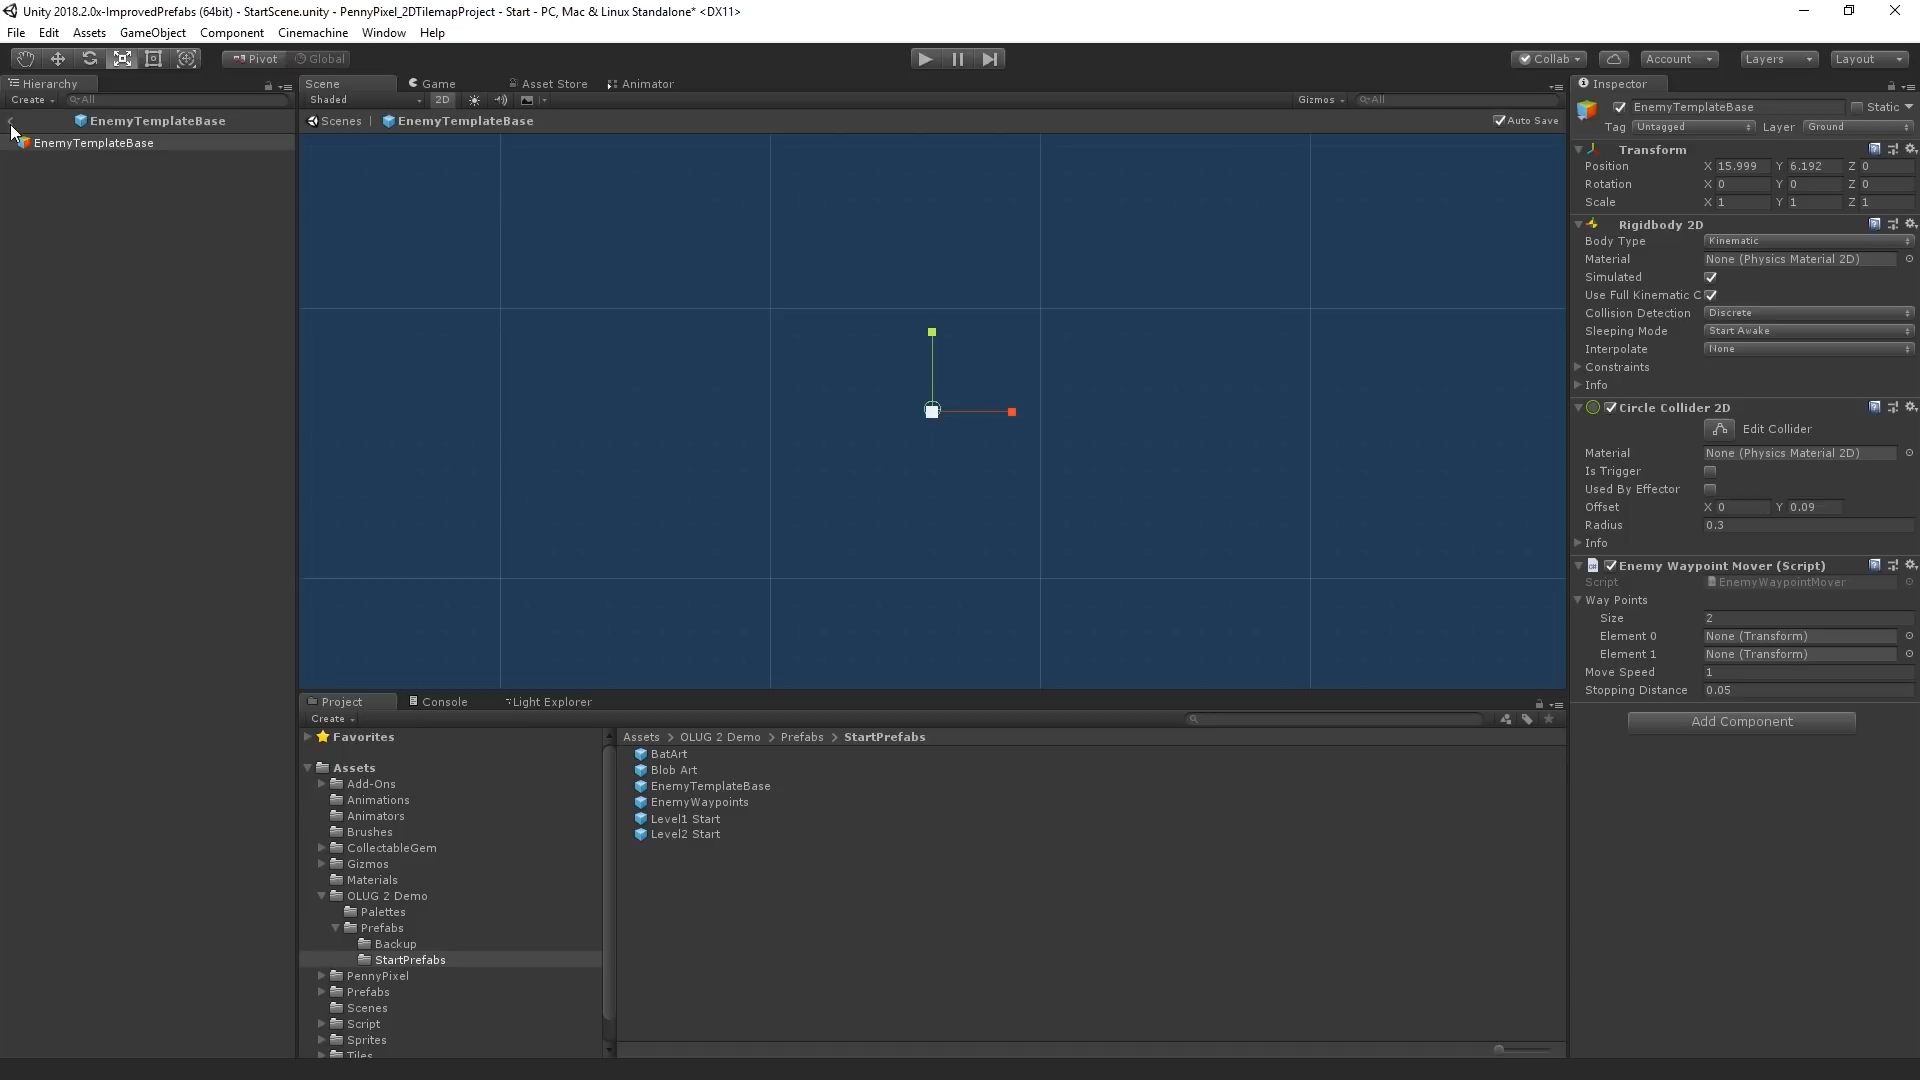 Unity 2018.2.0x-ImprovedPrefabs (64bit) - StartScene.unity - PennyPixel_2DTilemapProject - Start - PC, Mac & Linux Standalone* <DX11>
File Edit Assets GameObject Component Cinemachine Window Help
Pivot Global Collab Account Layers Layout
Hierarchy
Create All
EnemyTemplateBase
EnemyTemplateBase
Scene Game Asset Store Animator
Shaded 2D Gizmos All
Scenes | EnemyTemplateBase Auto Save
Project Console Light Explorer
Create
Favorites
Assets
Add-Ons
Animations
Animators
Brushes
CollectableGem
Gizmos
Materials
OLUG 2 Demo
Palettes
Prefabs
Backup
StartPrefabs
PennyPixel
Prefabs
Scenes
Script
Sprites
Tiles
Assets > OLUG 2 Demo > Prefabs > StartPrefabs
BatArt
Blob Art
EnemyTemplateBase
EnemyWaypoints
Level1 Start
Level2 Start
Inspector
EnemyTemplateBase Static
Tag Untagged Layer Ground
Transform
Position X 15.999 Y 6.192 Z 0
Rotation X 0 Y 0 Z 0
Scale X 1 Y 1 Z 1
Rigidbody 2D
Body Type Kinematic
Material None (Physics Material 2D)
Simulated
Use Full Kinematic C
Collision Detection Discrete
Sleeping Mode Start Awake
Interpolate None
Constraints
Info
Circle Collider 2D
Edit Collider
Material None (Physics Material 2D)
Is Trigger
Used By Effector
Offset X 0 Y 0.09
Radius 0.3
Info
Enemy Waypoint Mover (Script)
Script EnemyWaypointMover
Way Points
Size 2
Element 0 None (Transform)
Element 1 None (Transform)
Move Speed 1
Stopping Distance 0.05
Add Component